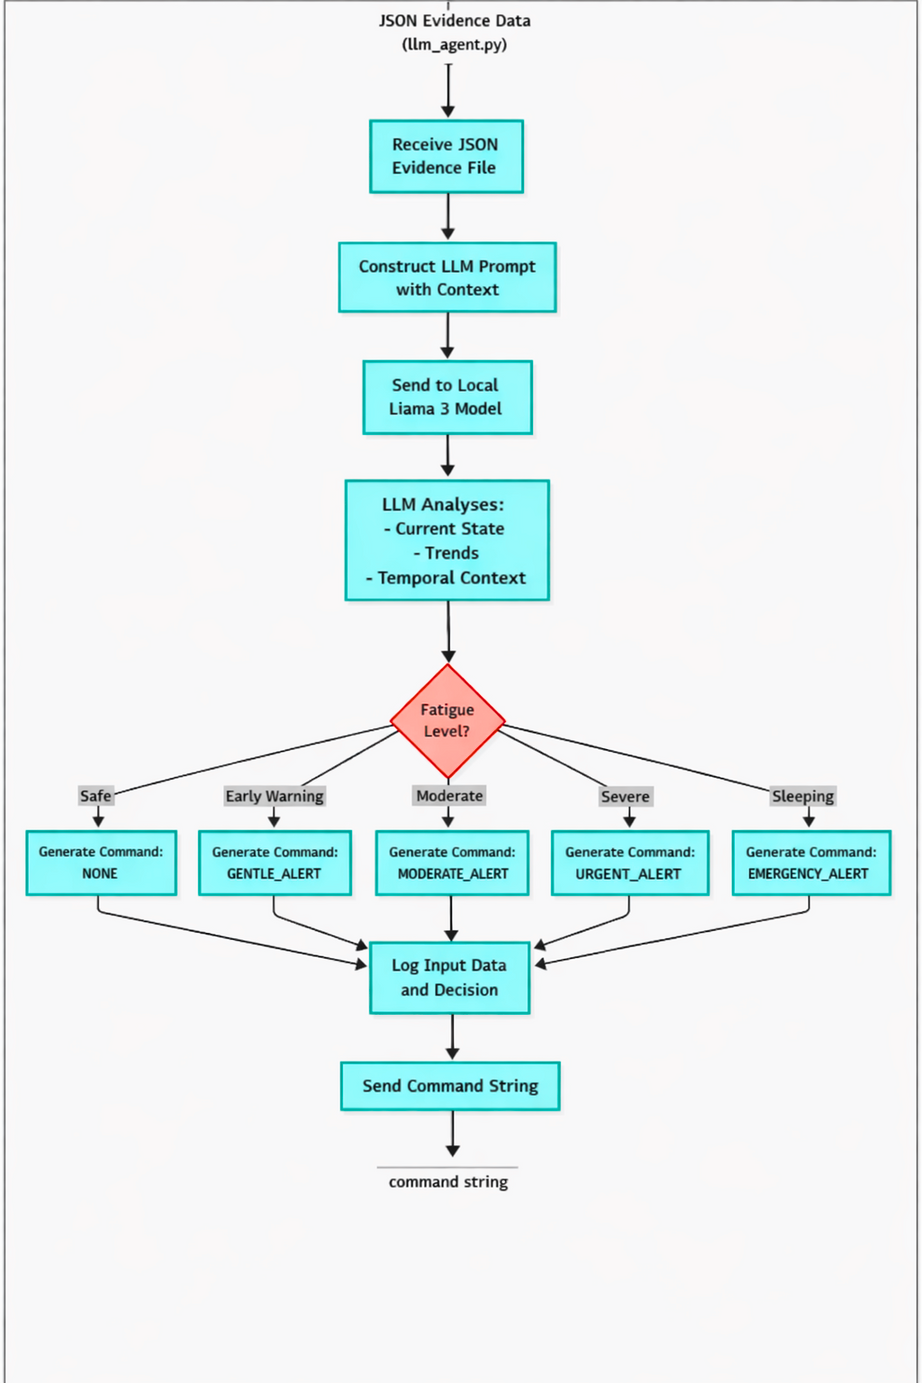 JSON Evidence Data
(llm_agent.py)
Receive JSON
Evidence File
Construct LLM Prompt
with Context
Send to Local
Liama 3 Model
LLM Analyses:
- Current State
- Trends
- Temporal Context
Fatigue
Level?
Safe
Early Warning
Moderate
Severe
Sleeping
Generate Command:
NONE
Generate Command:
GENTLE_ALERT
Generate Command:
MODERATE_ALERT
Generate Command:
URGENT_ALERT
Generate Command:
EMERGENCY_ALERT
Log Input Data
and Decision
Send Command String
command string